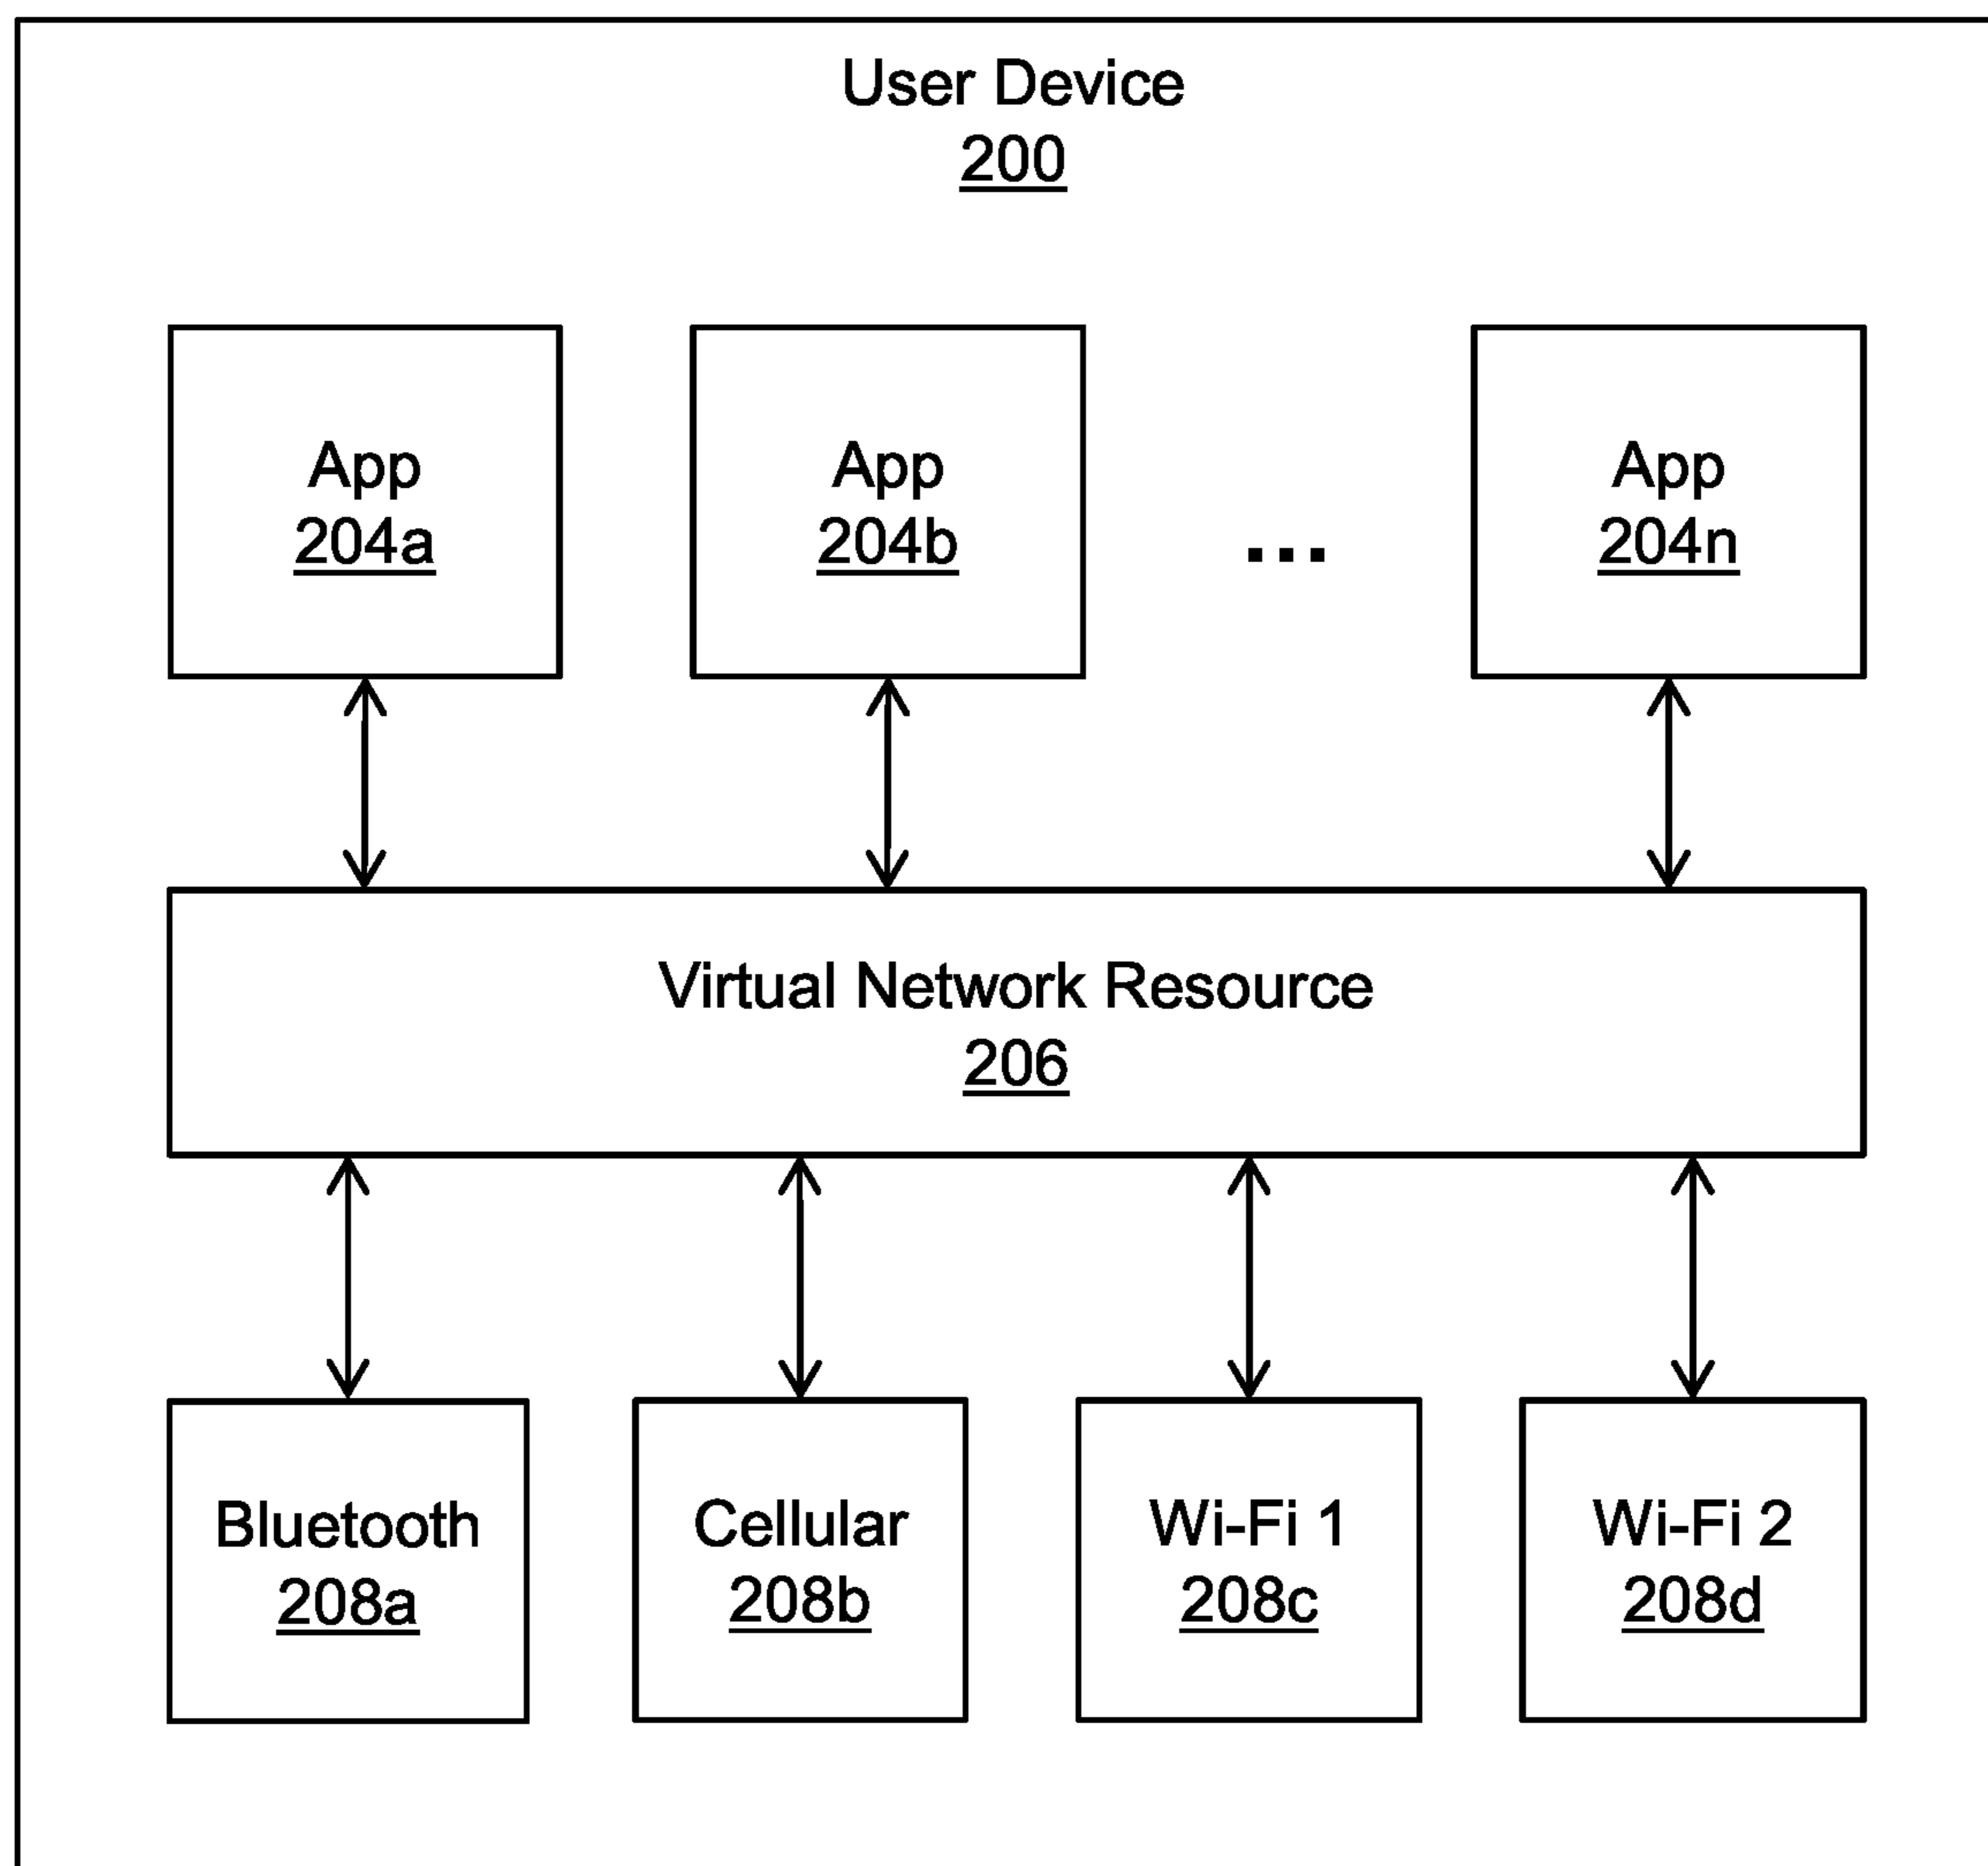 User Device
200
App
204a
App
204b
...
App
204n
Virtual Network Resource
206
Bluetooth
208a
Cellular
208b
Wi-Fi 1
208c
Wi-Fi 2
208d